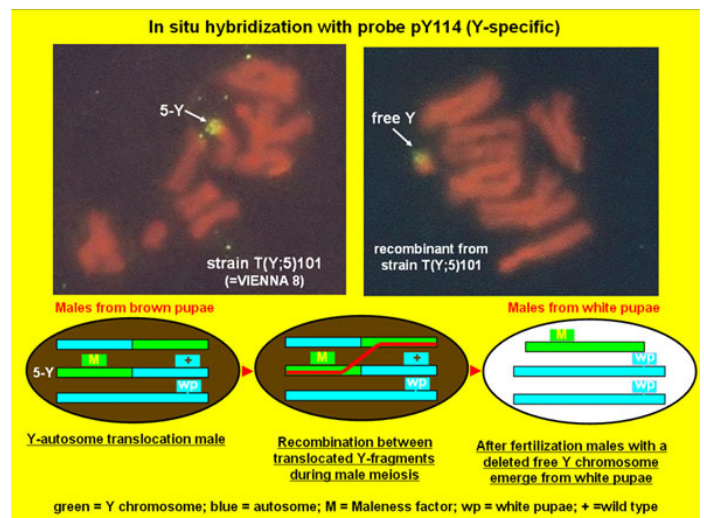 In situ hybridization with probe pY114 (Y-specific)
5-Y
strain T(Y;5)101
(=VIENNA 8)
free Y
recombinant from
strain T(Y;5)101
Males from brown pupae
Males from white pupae
M
+
5-Y
wp
M
+
wp
M
wp
wp
Y-autosome translocation male
Recombination between
translocated Y-fragments
during male meiosis
After fertilization males with a
deleted free Y chromosome
emerge from white pupae
green = Y chromosome; blue = autosome; M = Maleness factor; wp = white pupae; + =wild type